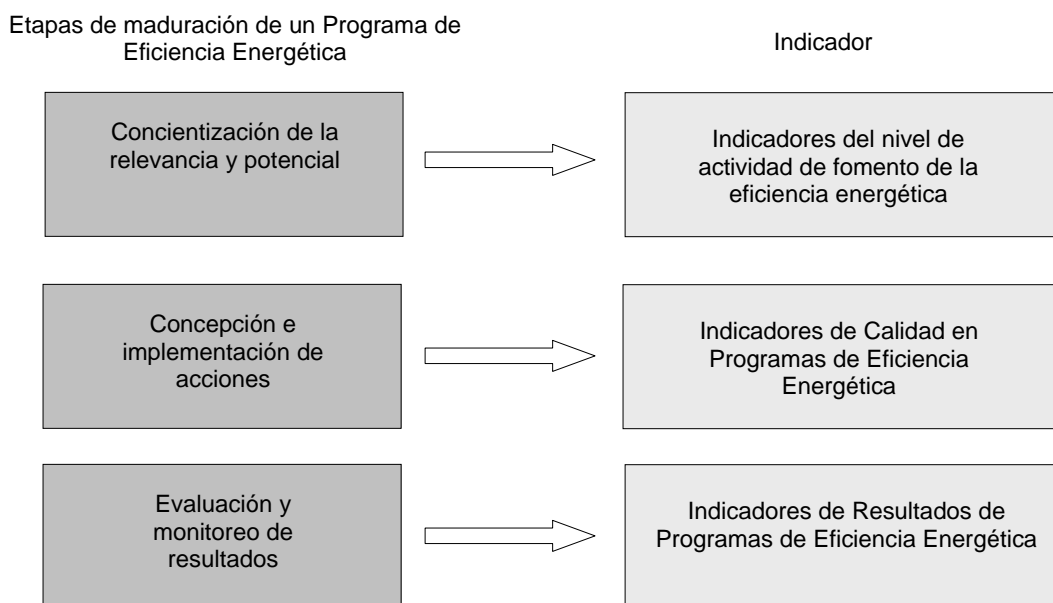 Etapas de maduración de un Programa de
Eficiencia Energética
Indicador
Concientización de la
relevancia y potencial
Indicadores del nivel de
actividad de fomento de la
eficiencia energética
Concepción e
implementación de
acciones
Indicadores de Calidad en
Programas de Eficiencia
Energética
Evaluación y
monitoreo de
resultados
Indicadores de Resultados de
Programas de Eficiencia Energética